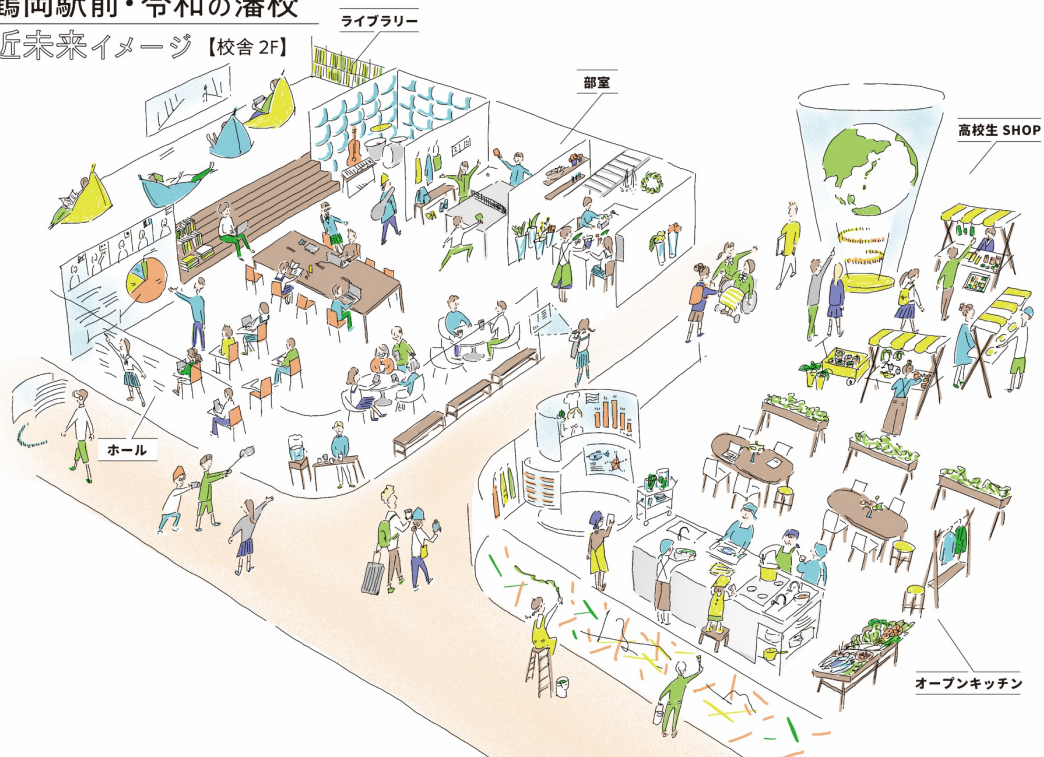 鶴岡駅前・令和の藩校
近未来イメージ【校舎 2F】
ライブラリー
部室
高校生 SHOP
ホール
オープンキッチン